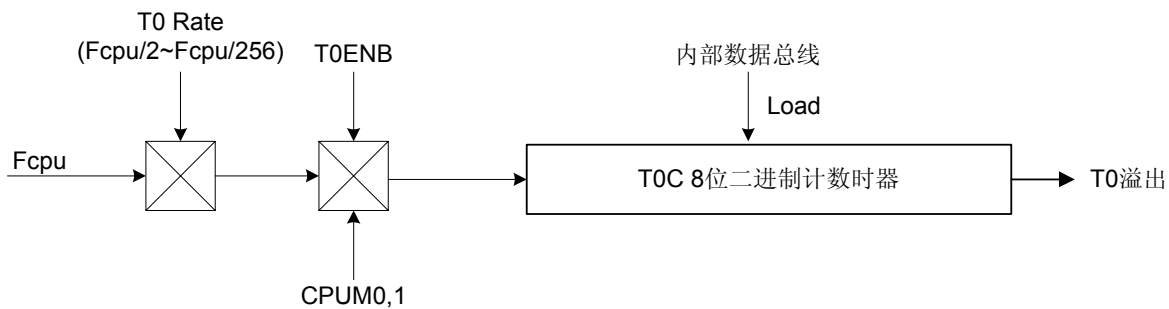 T0 Rate
(Fcpu/2~Fcpu/256)
T0ENB
内部数据总线
Load
Fcpu
T0C 8位二进制计数时器
T0溢出
CPUM0,1